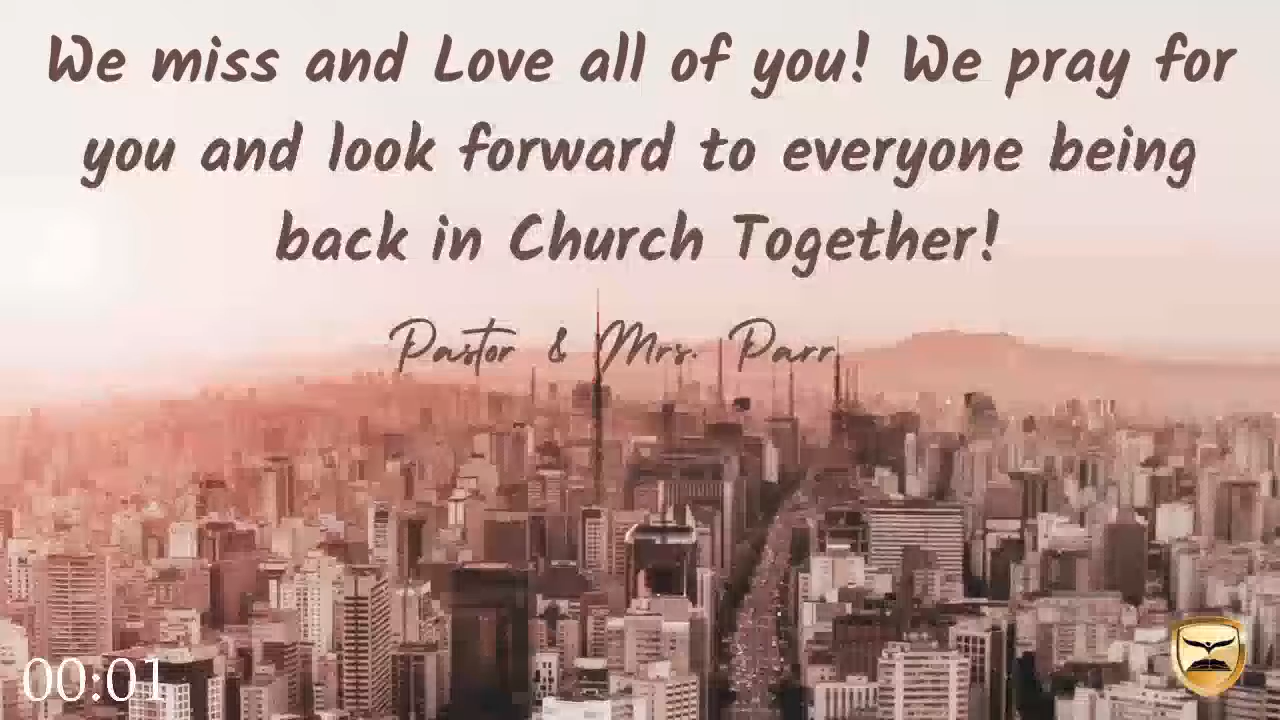 We miss and Love all of you! We pray for
you and look forward to everyone being
back in Church Together!
Pastor & Mrs. Parr
00:01